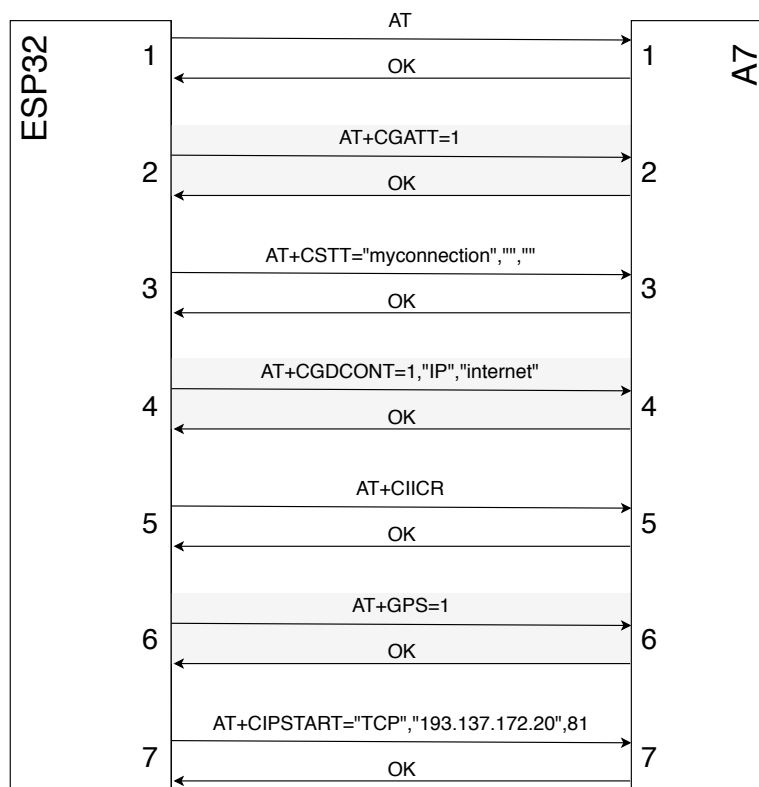 ESP32
A7
AT
1
1
OK
AT+CGATT=1
2
2
OK
AT+CSTT="myconnection","",""
3
3
OK
AT+CGDCONT=1,"IP","internet"
4
4
OK
AT+CIICR
5
5
OK
AT+GPS=1
6
6
OK
AT+CIPSTART="TCP","193.137.172.20",81
7
7
OK